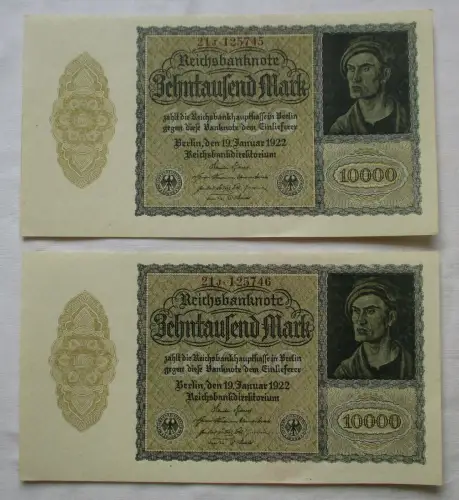 21J·125745
Reichsbanknote
Zehntausend Mark
zahlt die Reichsbankhauptkasse in Berlin
gegen diese Banknote dem Einlieferer
Berlin, den 19. Januar 1922
Reichsbankdirektorium
10000
21J·125746
Reichsbanknote
Zehntausend Mark
zahlt die Reichsbankhauptkasse in Berlin
gegen diese Banknote dem Einlieferer
Berlin, den 19. Januar 1922
Reichsbankdirektorium
10000